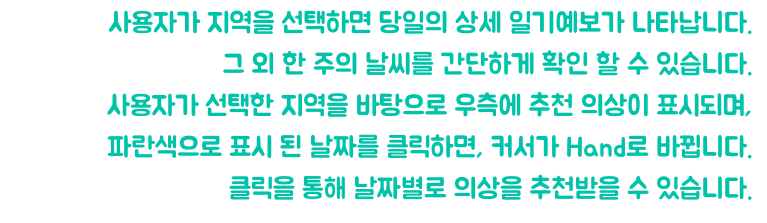 사용자가 지역을 선택하면 당일의 상세 일기예보가 나타납니다.
그 외 한 주의 날씨를 간단하게 확인 할 수 있습니다.
사용자가 선택한 지역을 바탕으로 우측에 추천 의상이 표시되며,
파란색으로 표시 된 날짜를 클릭하면, 커서가 Hand로 바뀝니다.
클릭을 통해 날짜별로 의상을 추천받을 수 있습니다.